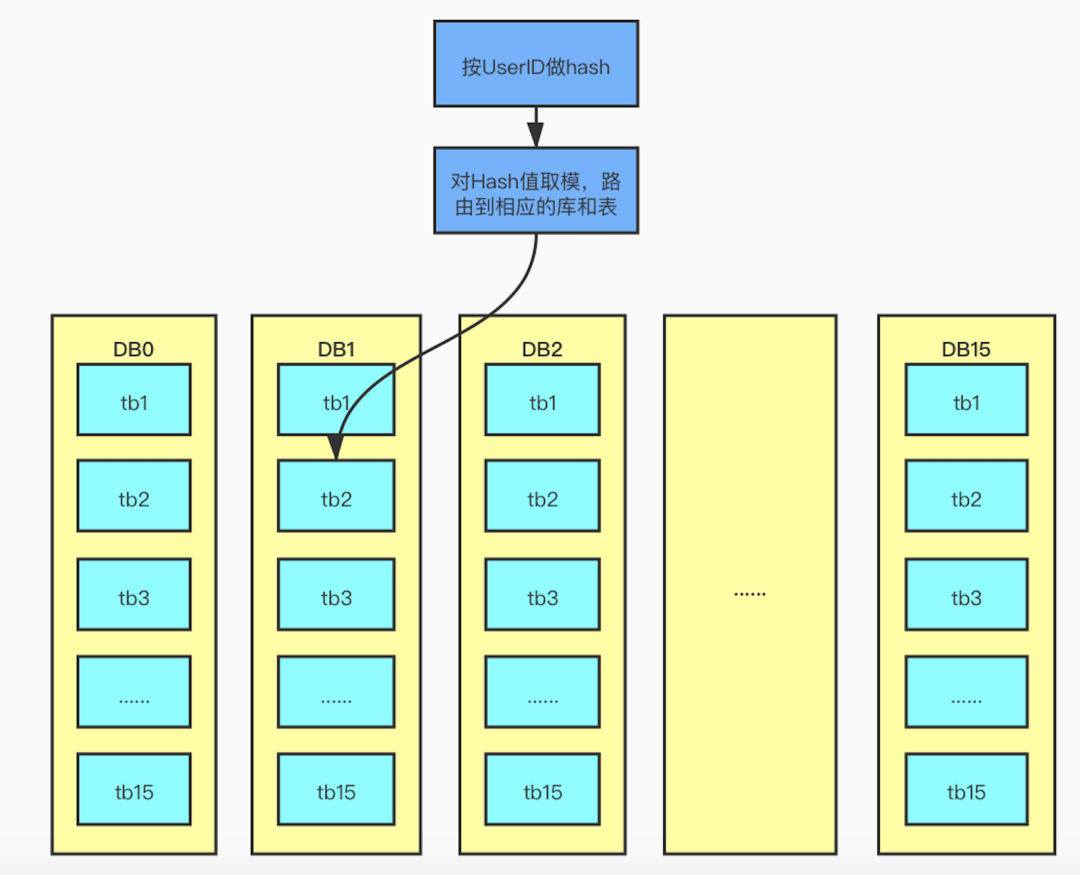 按UserID做hash
对Hash值取模，路
由到相应的库和表
DB0
tb1
tb2
tb3
......
tb15
DB1
tb1
tb2
tb3
......
tb15
DB2
tb1
tb2
tb3
......
tb15
......
DB15
tb1
tb2
tb3
......
tb15